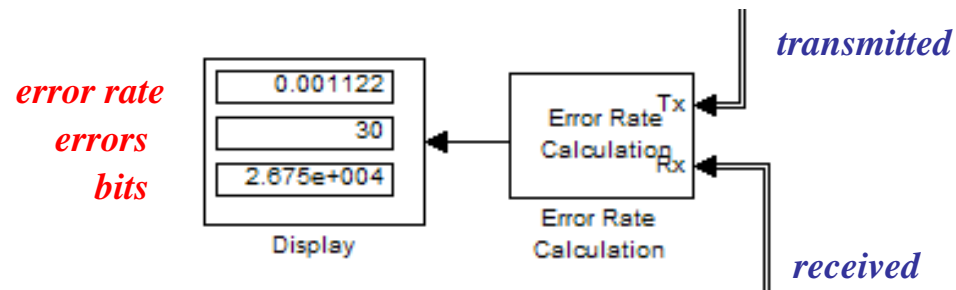 transmitted
error rate
errors
bits
0.001122
30
2.675e+004
Display
Tx
Error Rate
Calculation
Rx
Error Rate
Calculation
received